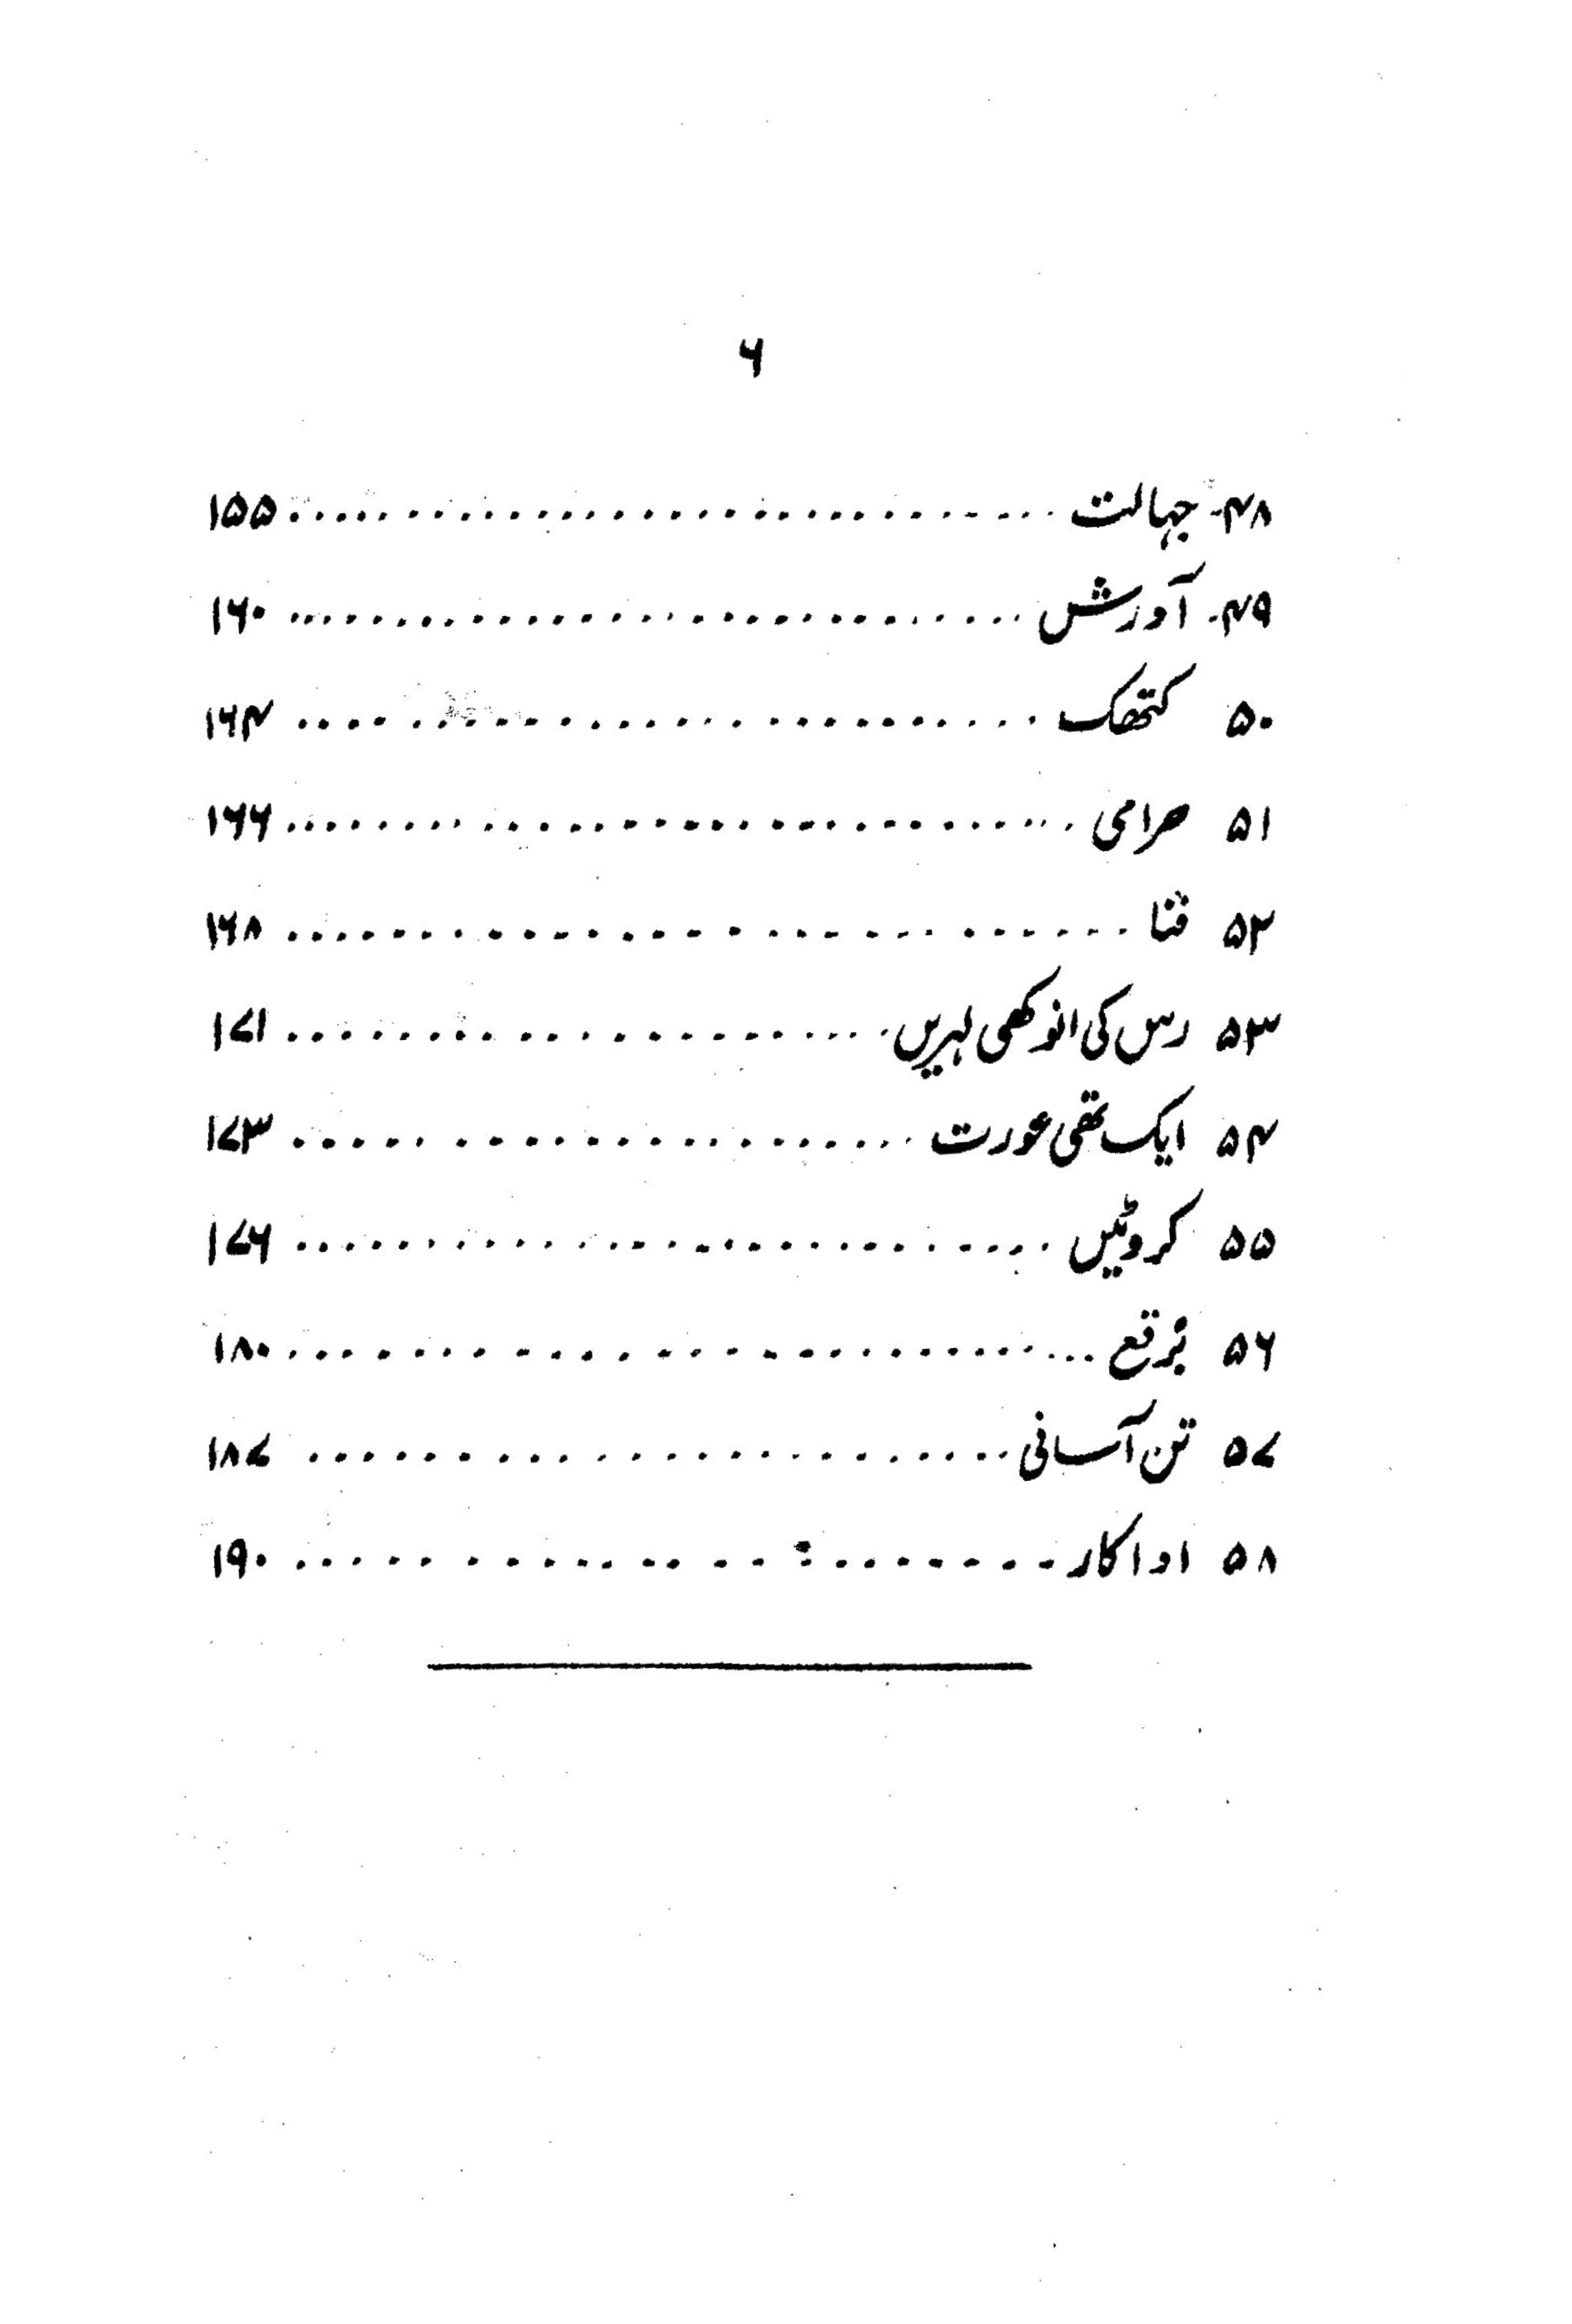 ۶
۴۸۔ جہالت ........ ۱۵۵
۴۹۔ آورش ........ ۱۶۰
۵۰ کتھک ........ ۱۶۴
۵۱ حرامی ........ ۱۶۶
۵۲ فنا ........ ۱۶۸
۵۳ رس کی انوکھی لہریں ........ ۱۷۱
۵۴ ایک تھی عورت ........ ۱۷۳
۵۵ کروٹیں ........ ۱۷۶
۵۶ بُرقع ........ ۱۸۰
۵۷ تن آسانی ........ ۱۸۷
۵۸ اداکار ........ ۱۹۰